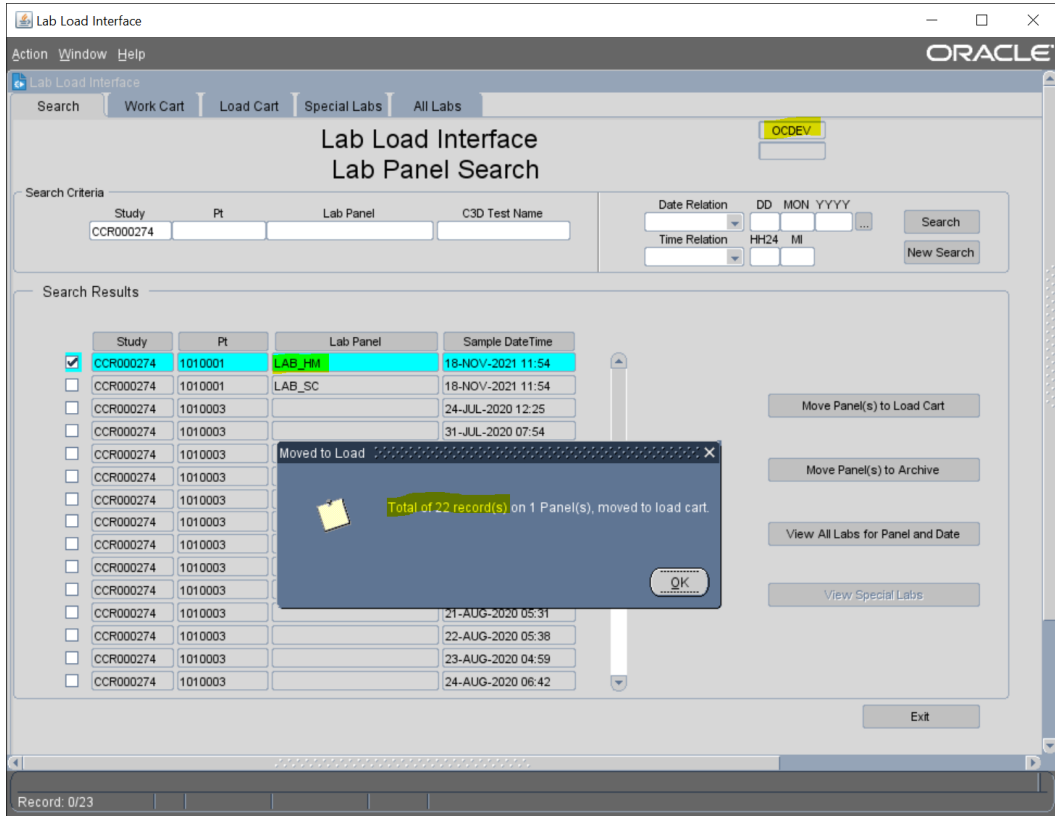 Lab Load Interface
Action Window Help
ORACLE
Lab Load Interface
Search Work Cart Load Cart Special Labs All Labs
Lab Load Interface
Lab Panel Search
OCDEV
Search Criteria
Study Pt Lab Panel C3D Test Name
CCR000274
Date Relation DD MON YYYY
...
Time Relation HH24 MI
Search
New Search
Search Results
Study Pt Lab Panel Sample DateTime
CCR000274 1010001 LAB_HM 18-NOV-2021 11:54
CCR000274 1010001 LAB_SC 18-NOV-2021 11:54
CCR000274 1010003 24-JUL-2020 12:25
CCR000274 1010003 31-JUL-2020 07:54
CCR000274 1010003
CCR000274 1010003
CCR000274 1010003
CCR000274 1010003
CCR000274 1010003
CCR000274 1010003
CCR000274 1010003
CCR000274 1010003 21-AUG-2020 05:31
CCR000274 1010003 22-AUG-2020 05:38
CCR000274 1010003 23-AUG-2020 04:59
CCR000274 1010003 24-AUG-2020 06:42
Moved to Load
Total of 22 record(s) on 1 Panel(s), moved to load cart.
OK
Move Panel(s) to Load Cart
Move Panel(s) to Archive
View All Labs for Panel and Date
View Special Labs
Exit
Record: 0/23